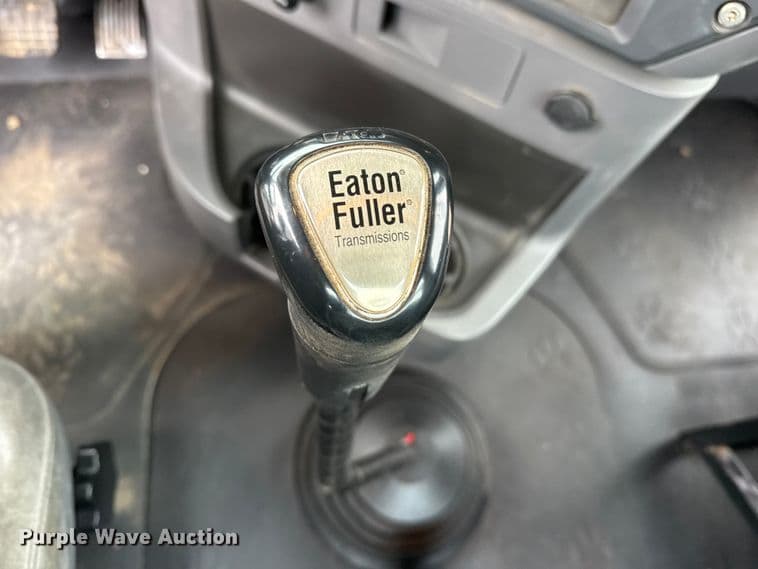 Eaton®
Fuller®
Transmissions
Purple Wave Auction